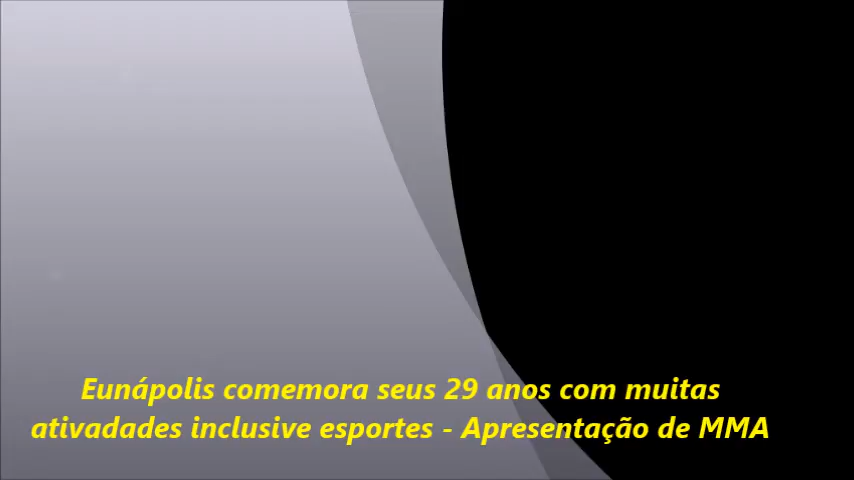 Eunápolis comemora seus 29 anos com muitas
ativadades inclusive esportes - Apresentação de MMA